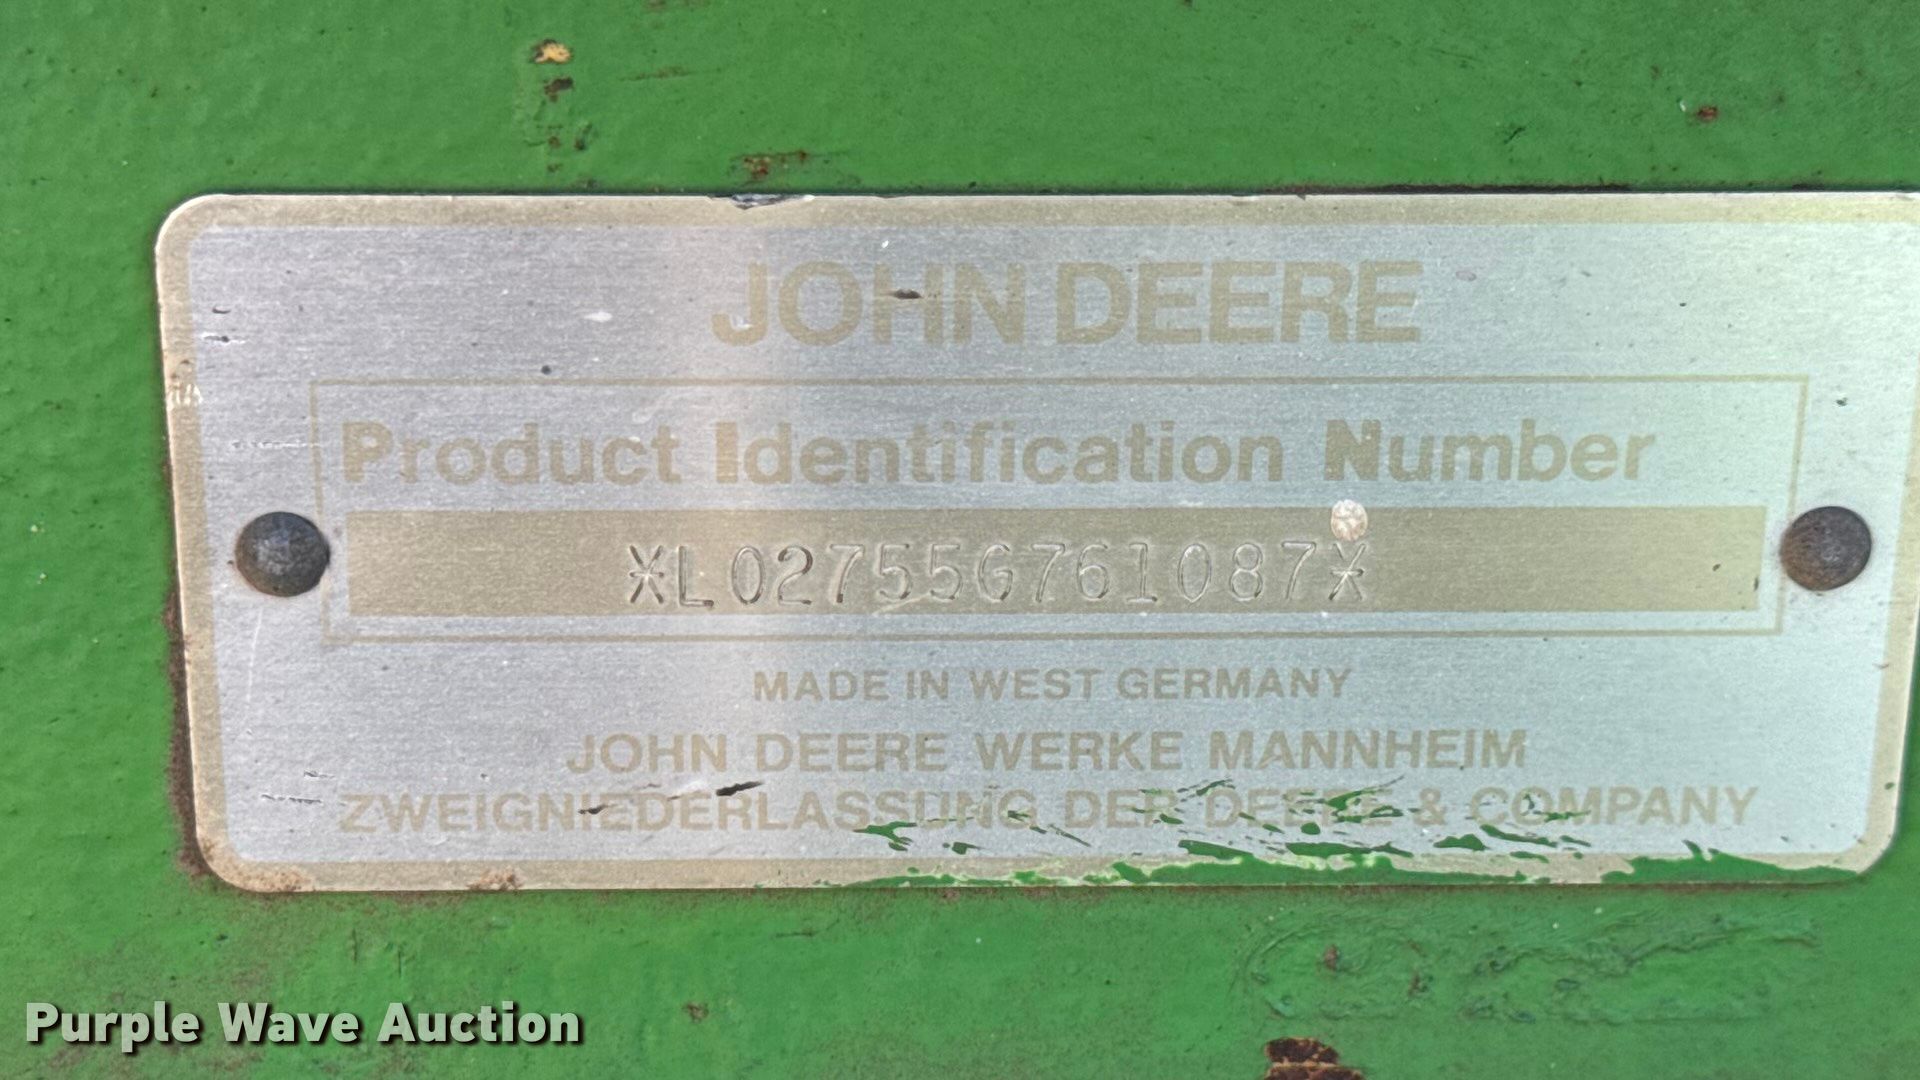 JOHN DEERE
Product Identification Number
*L02755G761087*
MADE IN WEST GERMANY
JOHN DEERE WERKE MANNHEIM
ZWEIGNIEDERLASSUNG DER DEERE & COMPANY
Purple Wave Auction